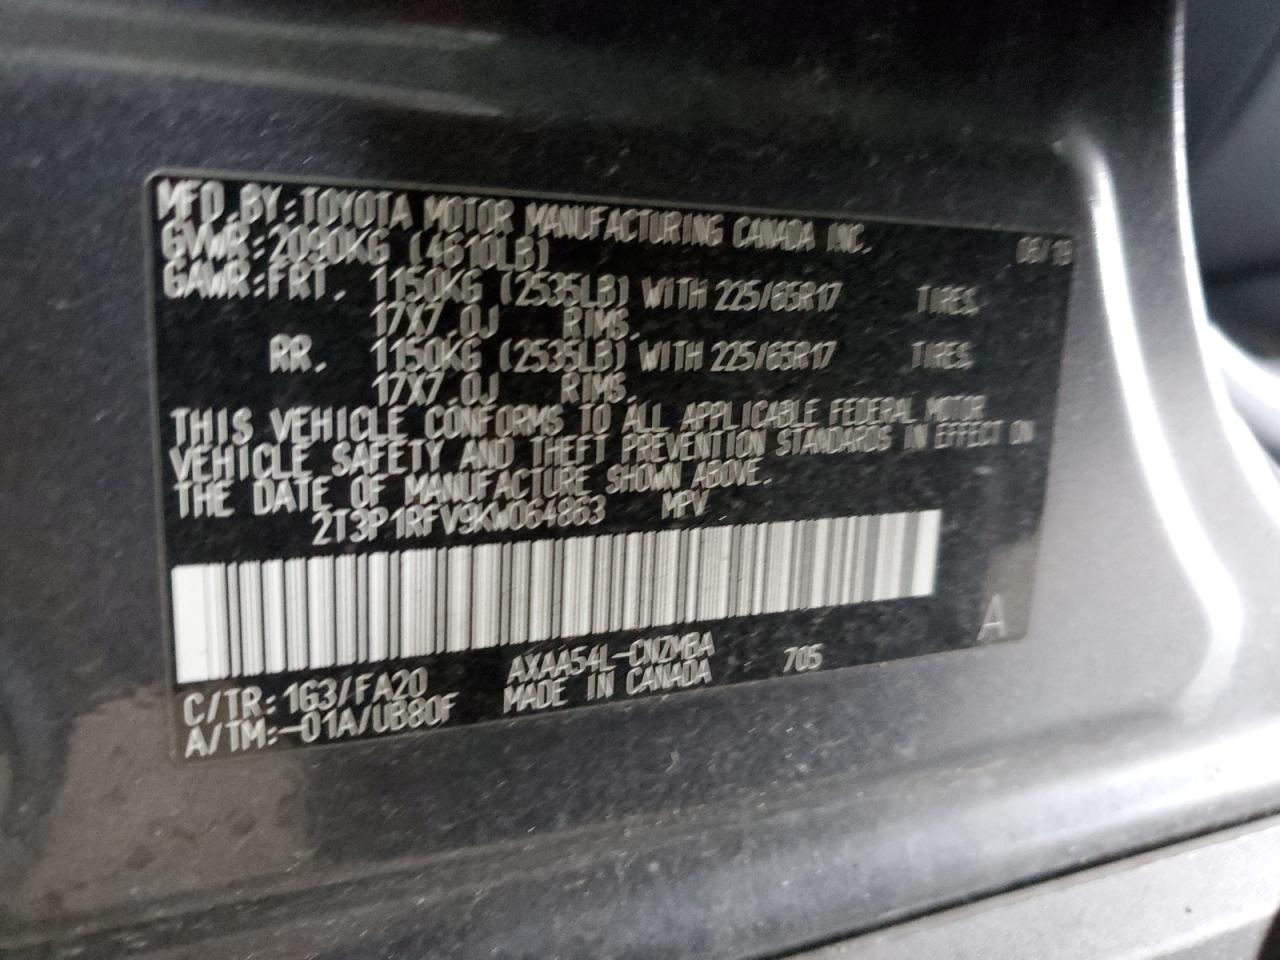 MFD. BY: TOYOTA MOTOR MANUFACTURING CANADA INC.
GVWR: 2090KG (4610LB) 06/19
GAWR: FRT. 1150KG (2535LB) WITH 225/65R17 TIRES
17X7.0J RIMS.
RR. 1150KG (2535LB) WITH 225/65R17 TIRES
17X7.0J RIMS.
THIS VEHICLE CONFORMS TO ALL APPLICABLE FEDERAL MOTOR
VEHICLE SAFETY AND THEFT PREVENTION STANDARDS IN EFFECT ON
THE DATE OF MANUFACTURE SHOWN ABOVE.
2T3P1RFV9KW064863 MPV
C/TR: 1G3/FA20 AXAA54L-CNZMBA 705 A
A/TM: -01A/UB80F MADE IN CANADA